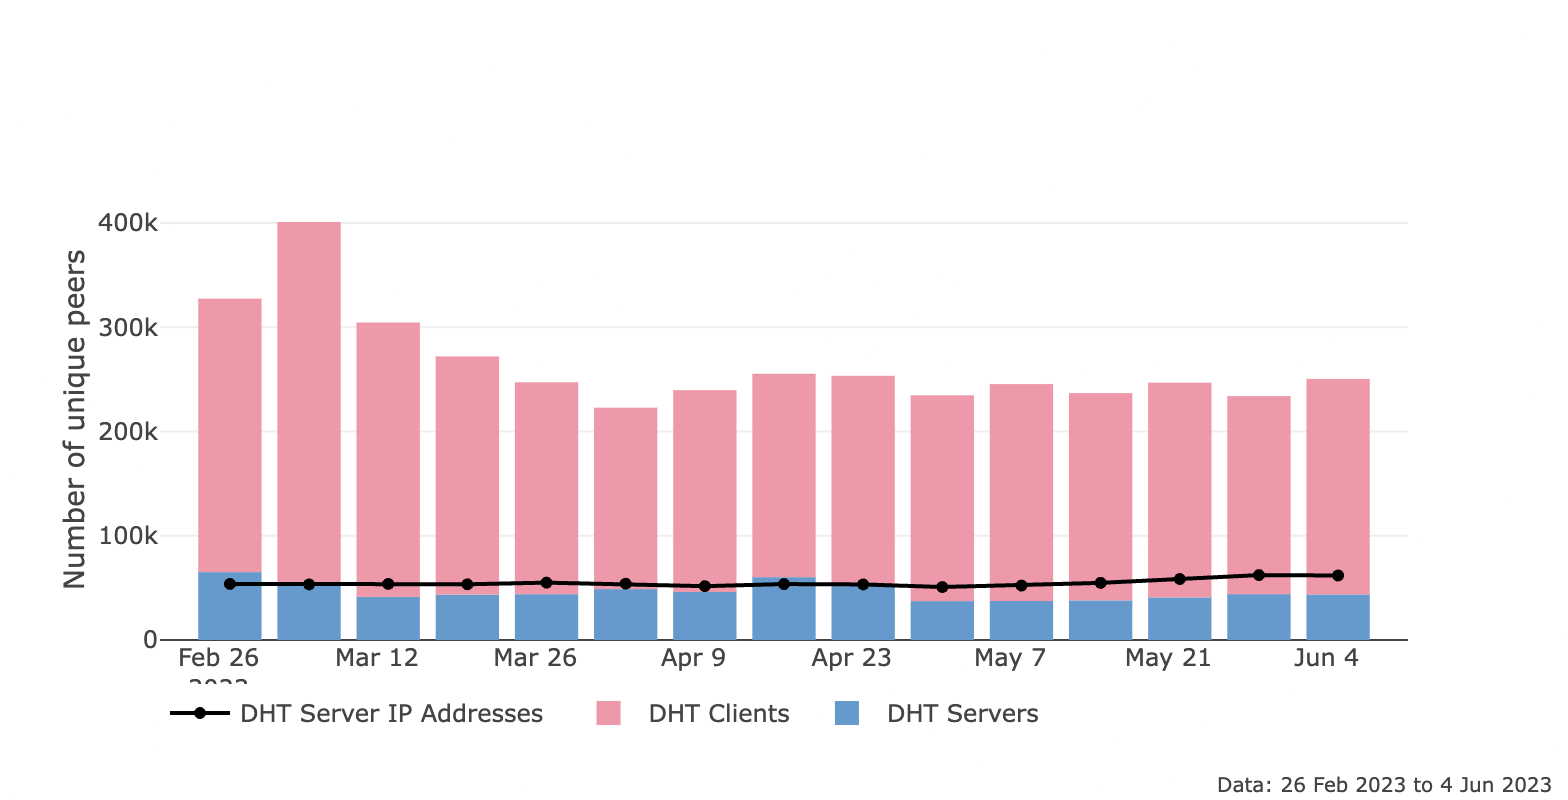 Number of unique peers
400k
300k
200k
100k
0
Feb 26 Mar 12 Mar 26 Apr 9 Apr 23 May 7 May 21 Jun 4
DHT Server IP Addresses DHT Clients DHT Servers
Data: 26 Feb 2023 to 4 Jun 2023